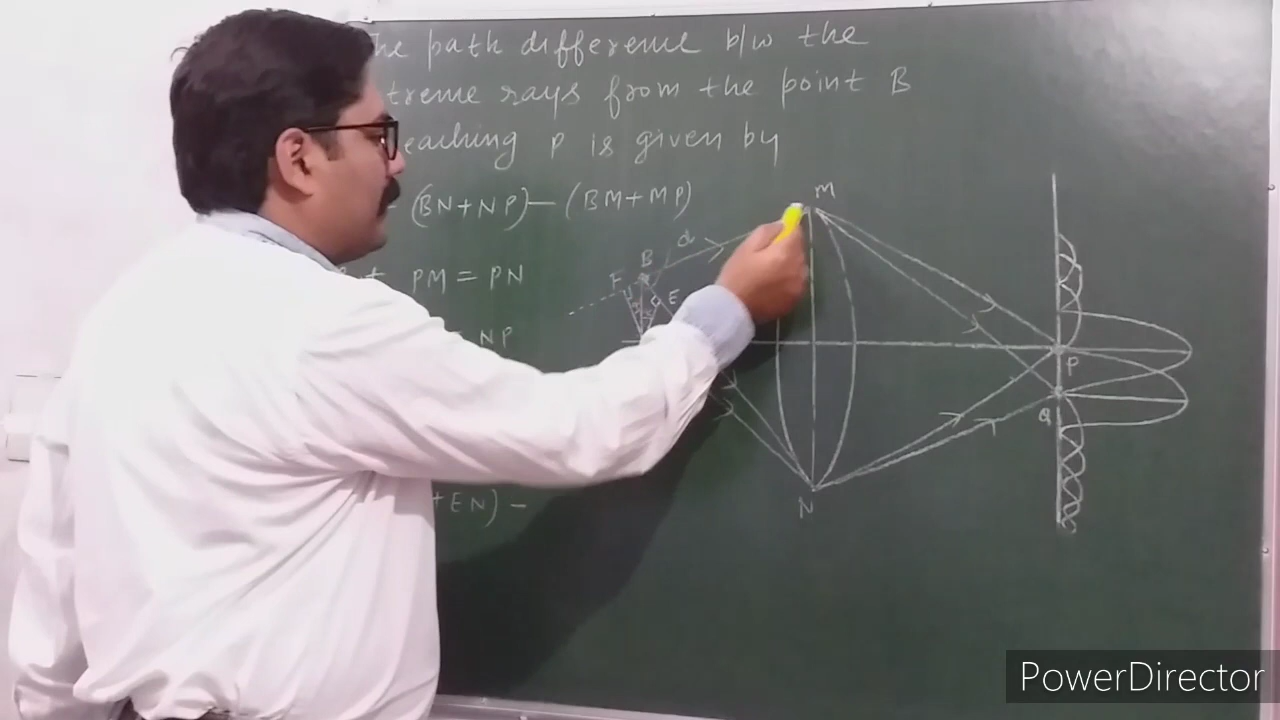 he path difference b/w the
treme rays from the point B
eaching P is given by
- (BN+NP) - (BM+MP)
PM = PN
NP
+EN) -
M
d
B
F
E
P
Q
N
PowerDirector